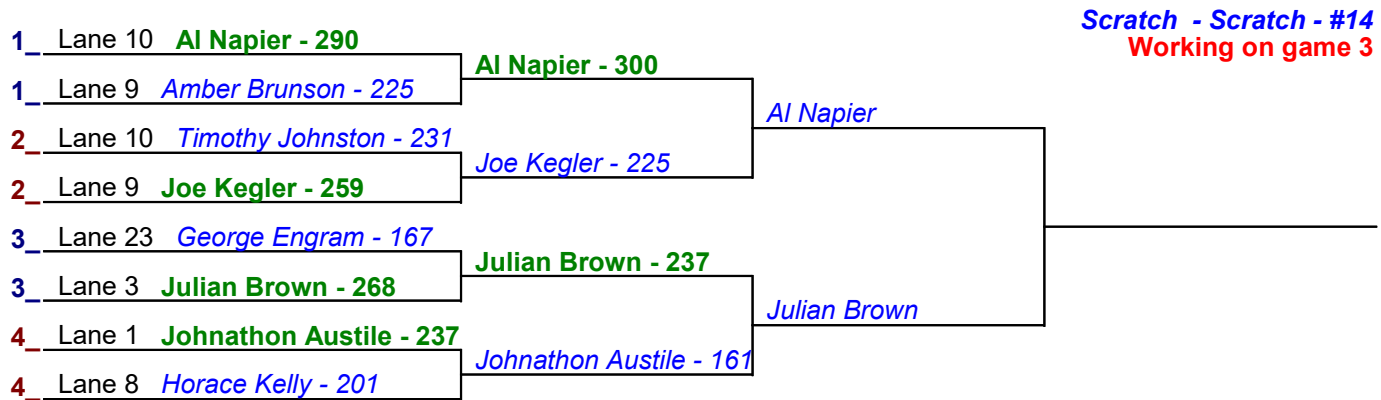 Scratch - Scratch - #14
Working on game 3
1_ Lane 10 Al Napier - 290
Al Napier - 300
1_ Lane 9 Amber Brunson - 225
Al Napier
2_ Lane 10 Timothy Johnston - 231
Joe Kegler - 225
2_ Lane 9 Joe Kegler - 259
3_ Lane 23 George Engram - 167
Julian Brown - 237
3_ Lane 3 Julian Brown - 268
Julian Brown
4_ Lane 1 Johnathon Austile - 237
Johnathon Austile - 161
4_ Lane 8 Horace Kelly - 201